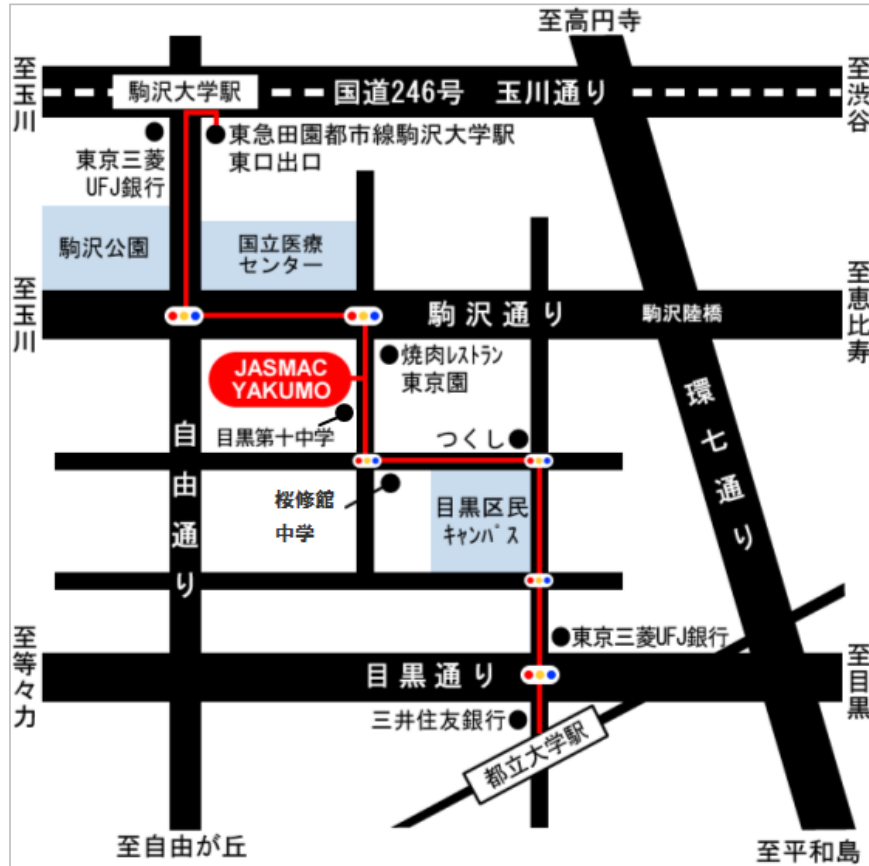 至高円寺
至玉川
駒沢大学駅
国道246号 玉川通り
至渋谷
東急田園都市線駒沢大学駅
東口出口
東京三菱
UFJ銀行
駒沢公園
国立医療
センター
至玉川
駒沢通り
駒沢陸橋
至恵比寿
焼肉レストラン
東京園
JASMAC
YAKUMO
目黒第十中学
つくし
自由通り
環七通り
桜修館
中学
目黒区民
キャンパス
至等々力
東京三菱UFJ銀行
目黒通り
至目黒
三井住友銀行
都立大学駅
至自由が丘
至平和島